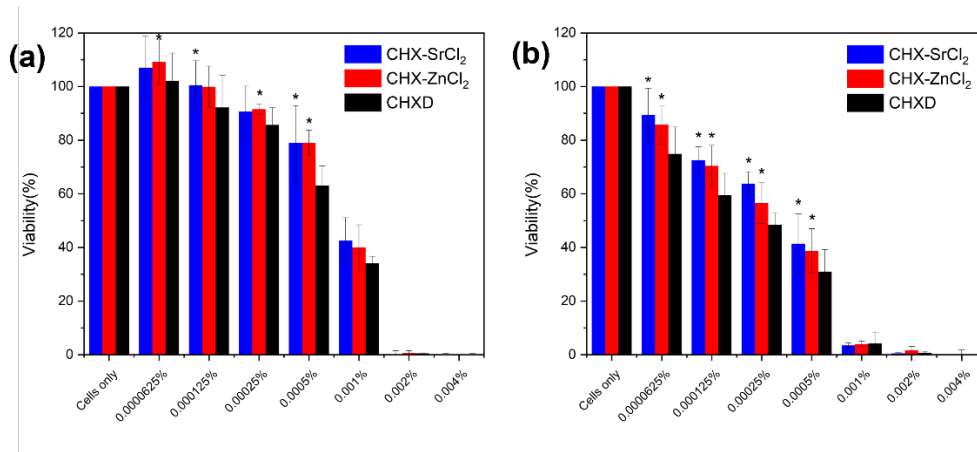 (a)
120
100
80
60
40
20
0
Viability(%)
CHX-SrCl₂
CHX-ZnCl₂
CHXD
* * * * *
Cells only
0.0000625%
0.000125%
0.00025%
0.0005%
0.001%
0.002%
0.004%
(b)
120
100
80
60
40
20
0
Viability(%)
CHX-SrCl₂
CHX-ZnCl₂
CHXD
* * * * * * * *
Cells only
0.0000625%
0.000125%
0.00025%
0.0005%
0.001%
0.002%
0.004%